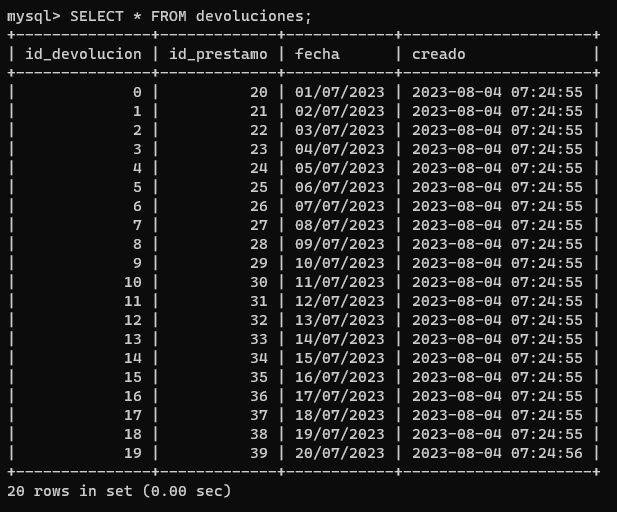 mysql> SELECT * FROM devoluciones;
+---------------+-------------+------------+---------------------+
| id_devolucion | id_prestamo | fecha      | creado              |
+---------------+-------------+------------+---------------------+
|             0 |          20 | 01/07/2023 | 2023-08-04 07:24:55 |
|             1 |          21 | 02/07/2023 | 2023-08-04 07:24:55 |
|             2 |          22 | 03/07/2023 | 2023-08-04 07:24:55 |
|             3 |          23 | 04/07/2023 | 2023-08-04 07:24:55 |
|             4 |          24 | 05/07/2023 | 2023-08-04 07:24:55 |
|             5 |          25 | 06/07/2023 | 2023-08-04 07:24:55 |
|             6 |          26 | 07/07/2023 | 2023-08-04 07:24:55 |
|             7 |          27 | 08/07/2023 | 2023-08-04 07:24:55 |
|             8 |          28 | 09/07/2023 | 2023-08-04 07:24:55 |
|             9 |          29 | 10/07/2023 | 2023-08-04 07:24:55 |
|            10 |          30 | 11/07/2023 | 2023-08-04 07:24:55 |
|            11 |          31 | 12/07/2023 | 2023-08-04 07:24:55 |
|            12 |          32 | 13/07/2023 | 2023-08-04 07:24:55 |
|            13 |          33 | 14/07/2023 | 2023-08-04 07:24:55 |
|            14 |          34 | 15/07/2023 | 2023-08-04 07:24:55 |
|            15 |          35 | 16/07/2023 | 2023-08-04 07:24:55 |
|            16 |          36 | 17/07/2023 | 2023-08-04 07:24:55 |
|            17 |          37 | 18/07/2023 | 2023-08-04 07:24:55 |
|            18 |          38 | 19/07/2023 | 2023-08-04 07:24:55 |
|            19 |          39 | 20/07/2023 | 2023-08-04 07:24:56 |
+---------------+-------------+------------+---------------------+
20 rows in set (0.00 sec)